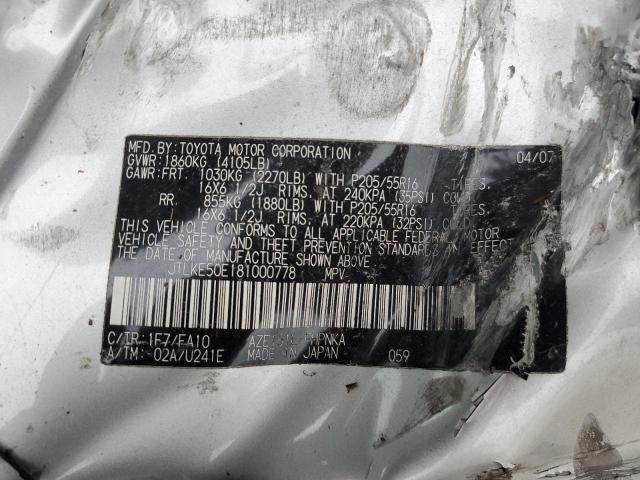 MFD. BY: TOYOTA MOTOR CORPORATION 04/07
GVWR: 1860KG (4105LB)
GAWR: FRT. 1030KG (2270LB) WITH P205/55R16 TIRES,
16X6 1/2J RIMS, AT 240KPA (35PSI) COLD
RR. 855KG (1880LB) WITH P205/55R16 TIRES,
16X6 1/2J RIMS, AT 220KPA (32PSI) COLD
THIS VEHICLE CONFORMS TO ALL APPLICABLE FEDERAL MOTOR
VEHICLE SAFETY AND THEFT PREVENTION STANDARDS IN EFFECT
ON THE DATE OF MANUFACTURE SHOWN ABOVE.
JTLKE50E181000778 MPV
C/TR: 1F7/FA10
A/TM: -02A/U241E MADE IN JAPAN 059